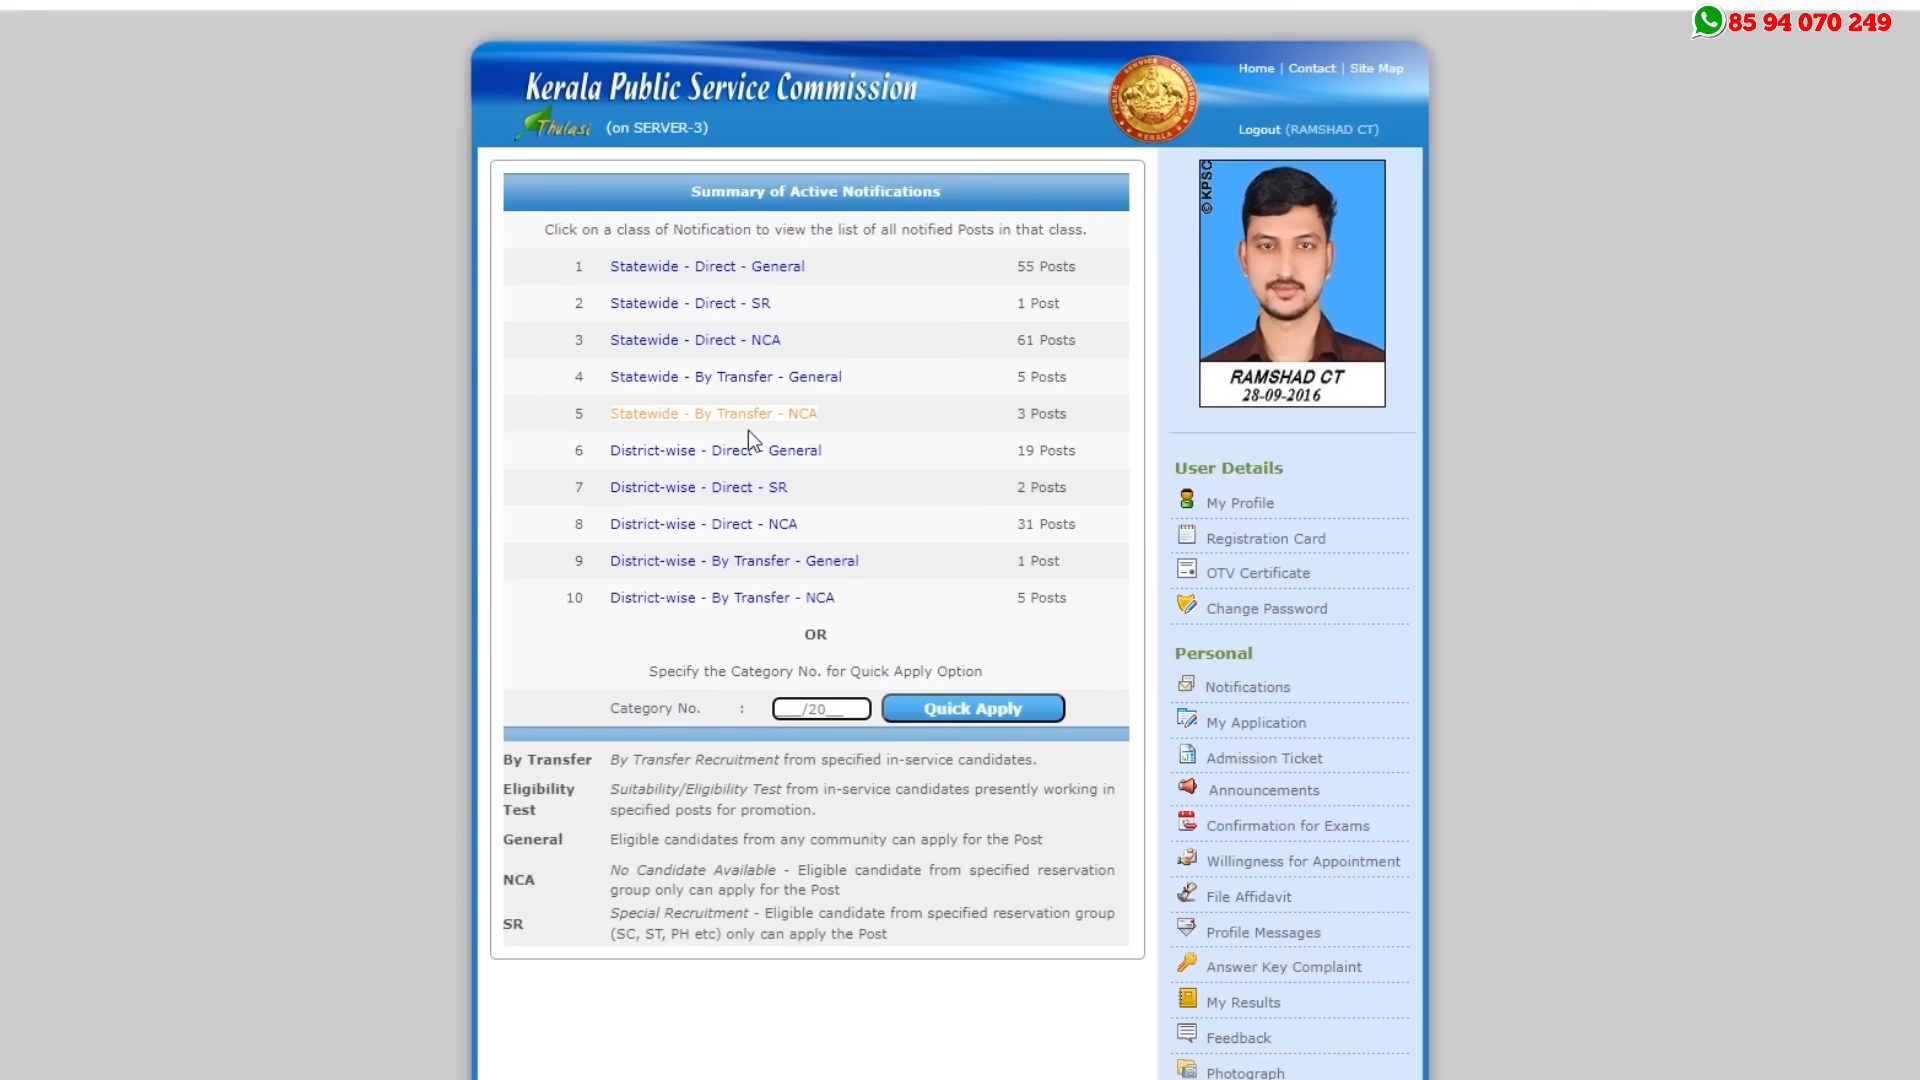 85 94 070 249
Kerala Public Service Commission
Home | Contact | Site Map
Thulasi (on SERVER-3)
Logout (RAMSHAD CT)
© KPSC
Summary of Active Notifications
Click on a class of Notification to view the list of all notified Posts in that class.
1 Statewide - Direct - General 55 Posts
2 Statewide - Direct - SR 1 Post
3 Statewide - Direct - NCA 61 Posts
4 Statewide - By Transfer - General 5 Posts
5 Statewide - By Transfer - NCA 3 Posts
6 District-wise - Direct - General 19 Posts
7 District-wise - Direct - SR 2 Posts
8 District-wise - Direct - NCA 31 Posts
9 District-wise - By Transfer - General 1 Post
10 District-wise - By Transfer - NCA 5 Posts
OR
Specify the Category No. for Quick Apply Option
Category No. : ___/20__ Quick Apply
By Transfer By Transfer Recruitment from specified in-service candidates.
Eligibility Test Suitability/Eligibility Test from in-service candidates presently working in
specified posts for promotion.
General Eligible candidates from any community can apply for the Post
NCA No Candidate Available - Eligible candidate from specified reservation
group only can apply for the Post
SR Special Recruitment - Eligible candidate from specified reservation group
(SC, ST, PH etc) only can apply the Post
RAMSHAD CT
28-09-2016
User Details
My Profile
Registration Card
OTV Certificate
Change Password
Personal
Notifications
My Application
Admission Ticket
Announcements
Confirmation for Exams
Willingness for Appointment
File Affidavit
Profile Messages
Answer Key Complaint
My Results
Feedback
Photograph